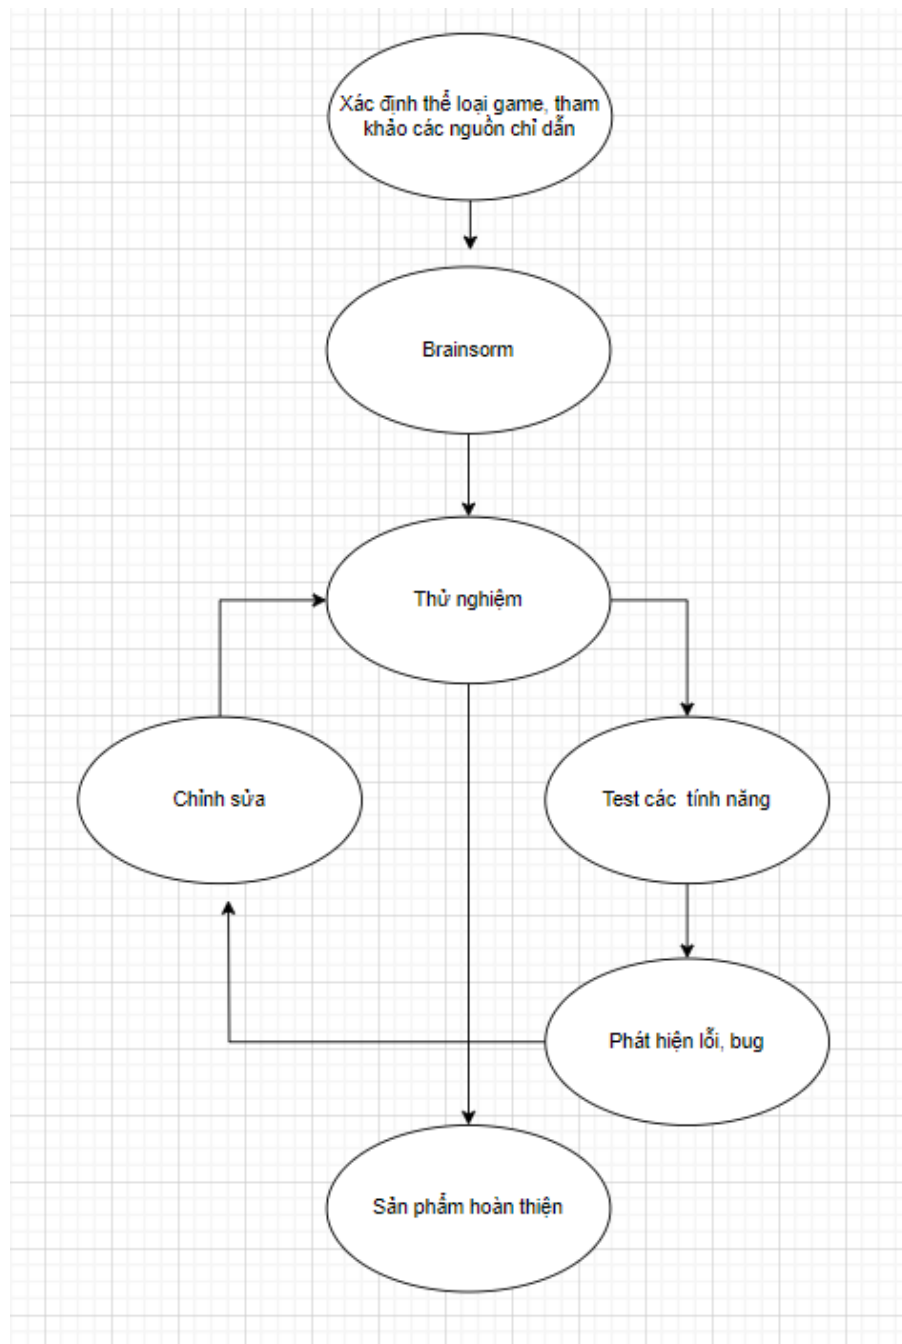 Xác định thể loại game, tham
khảo các nguồn chỉ dẫn
Brainsorm
Thử nghiệm
Chỉnh sửa
Test các  tính năng
Phát hiện lỗi, bug
Sản phẩm hoàn thiện